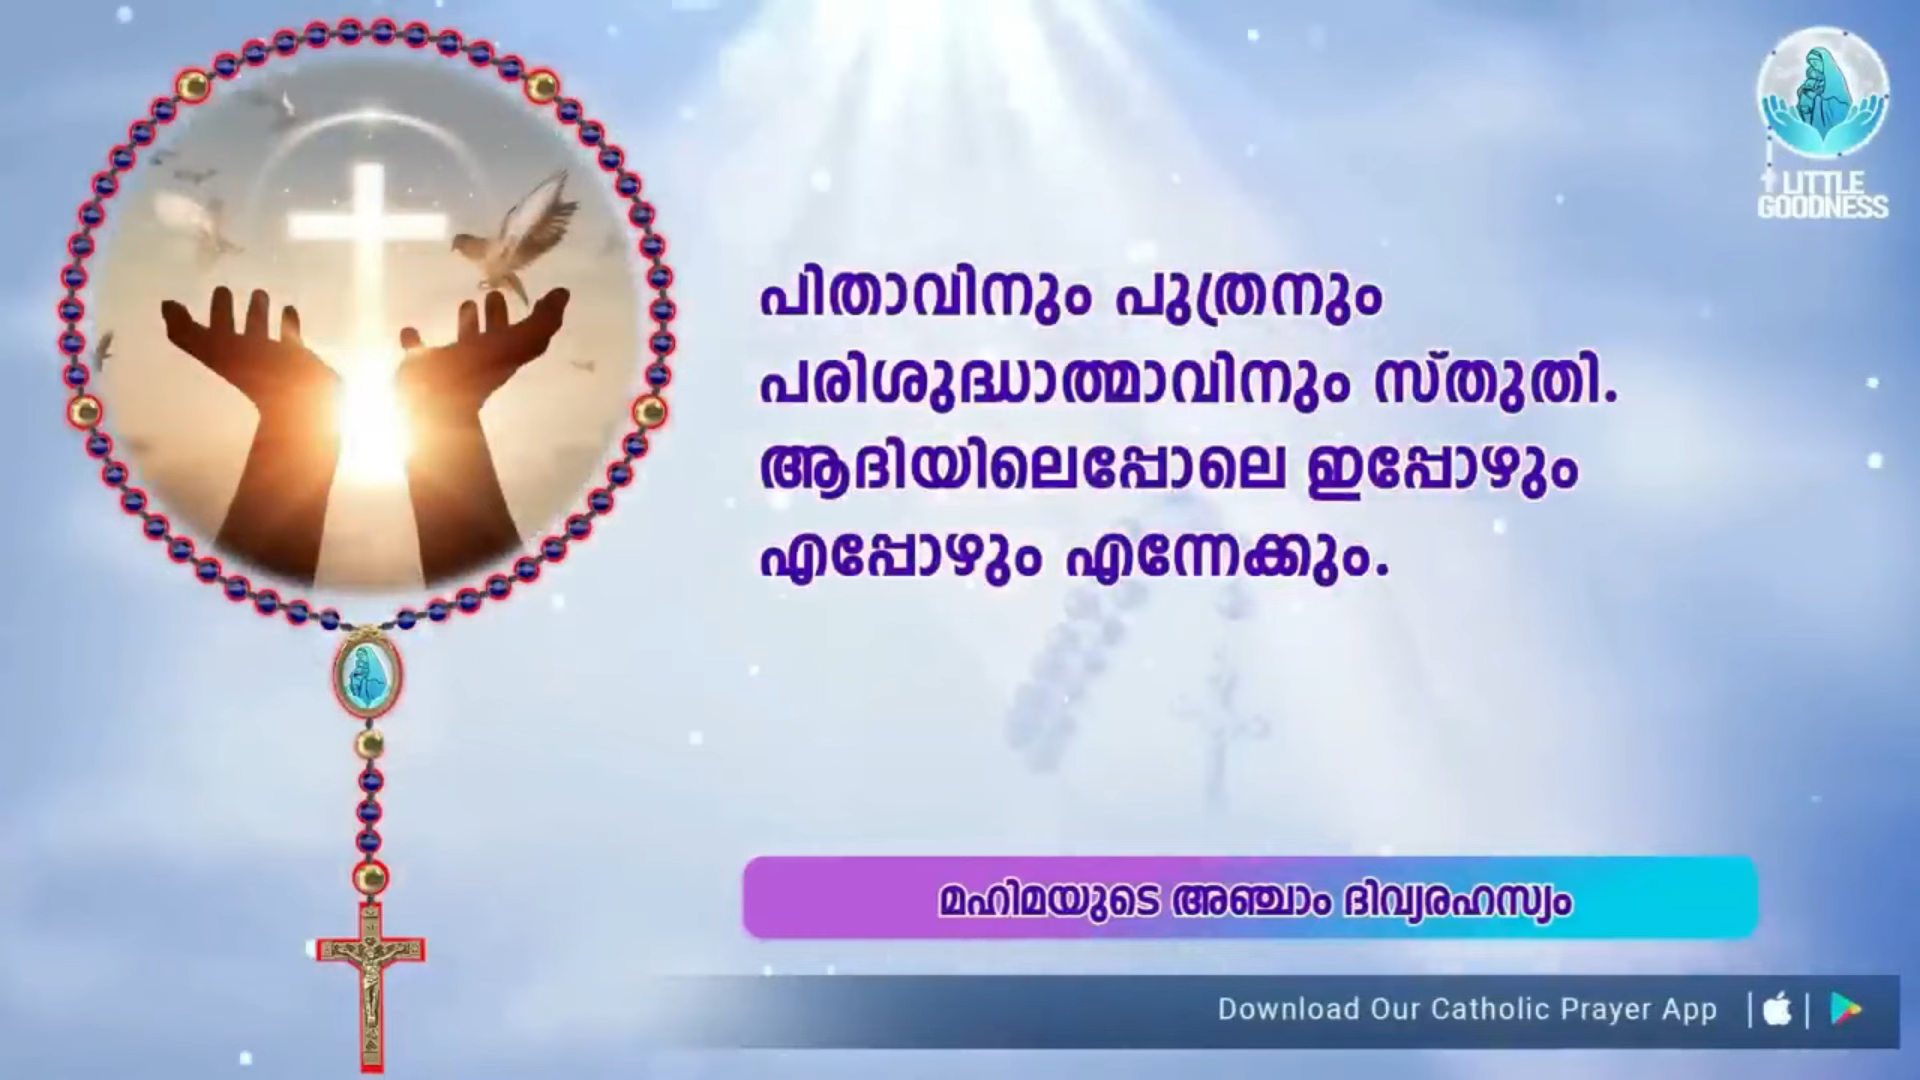 LITTLE
GOODNESS
പിതാവിനും പുത്രനും
പരിശുദ്ധാത്മാവിനും സ്തുതി.
ആദിയിലെപ്പോലെ ഇപ്പോഴും
എപ്പോഴും എന്നേക്കും.
മഹിമയുടെ അഞ്ചാം ദിവ്യരഹസ്യം
Download Our Catholic Prayer App